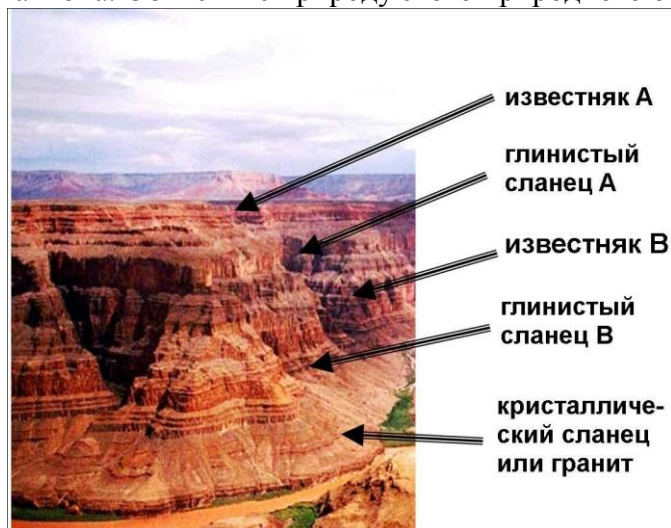 известняк А
глинистый
сланец А
известняк В
глинистый
сланец В
кристалличе-
ский сланец
или гранит